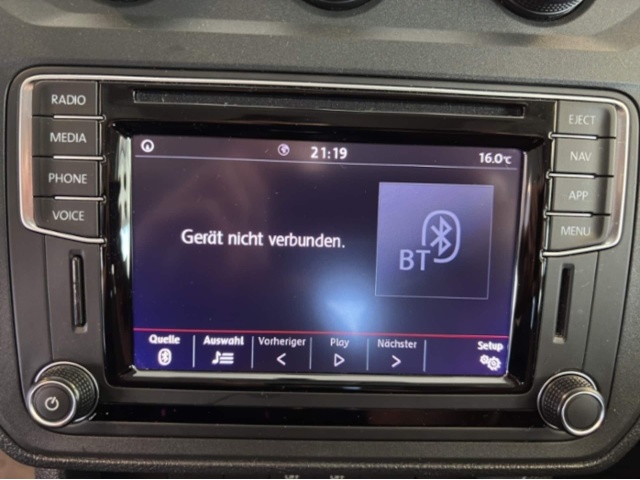 RADIO
MEDIA
PHONE
VOICE
EJECT
NAV
APP
MENU
21:19
16.0°C
Gerät nicht verbunden.
BT
Quelle
Auswahl
Vorheriger
Play
Nächster
Setup